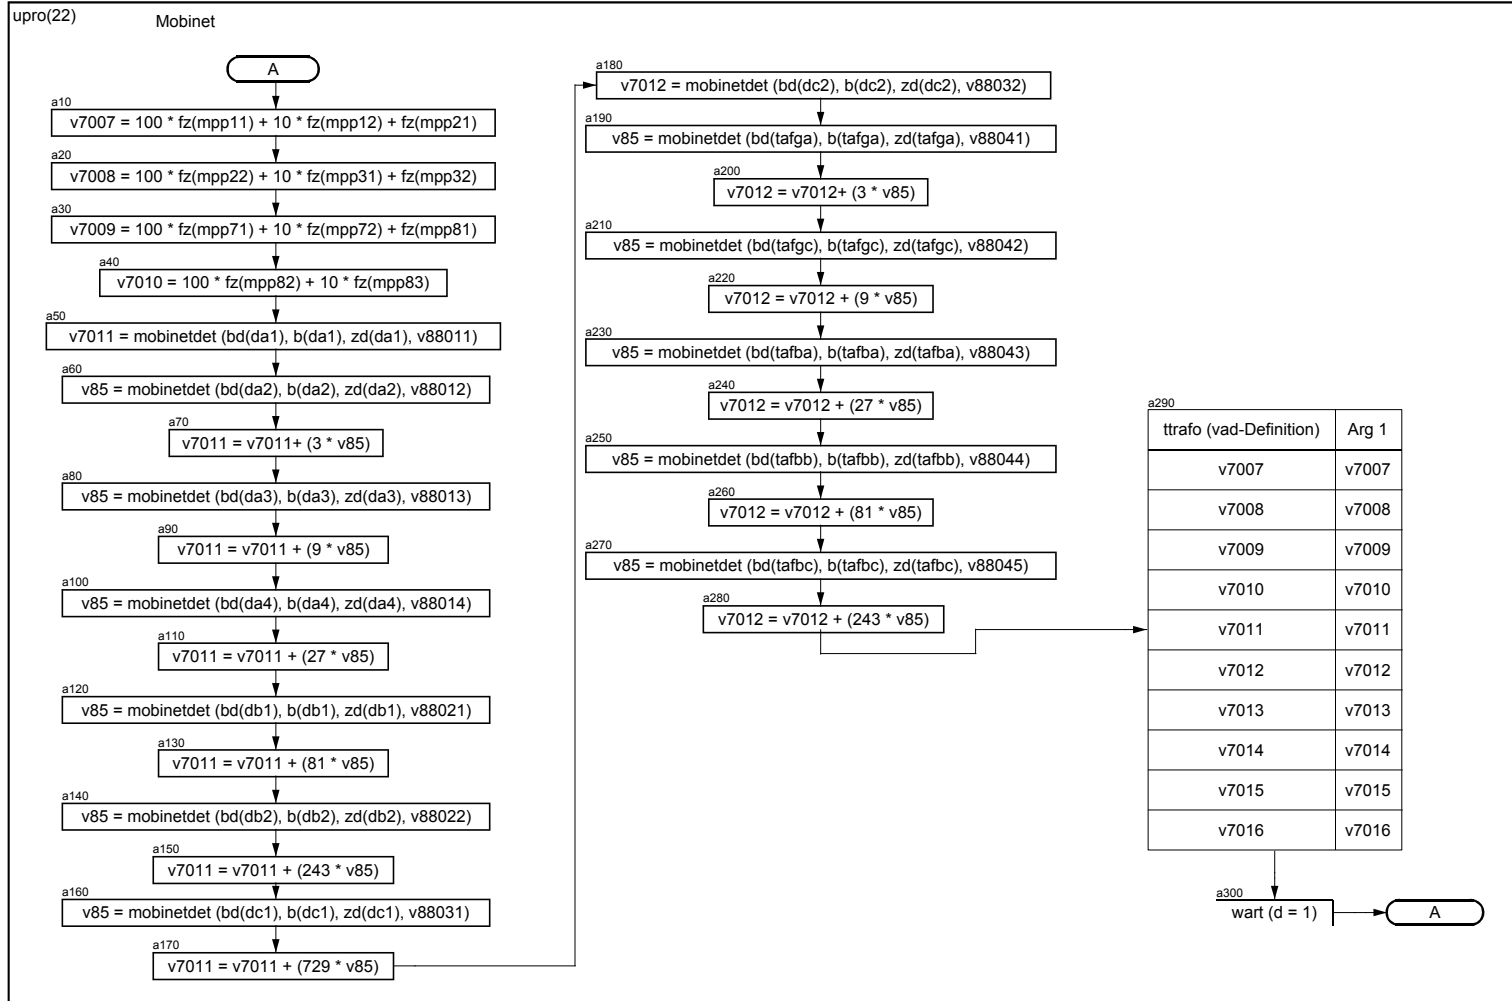 upro(22)
Mobinet
A
a10
v7007 = 100 * fz(mpp11) + 10 * fz(mpp12) + fz(mpp21)
a20
v7008 = 100 * fz(mpp22) + 10 * fz(mpp31) + fz(mpp32)
a30
v7009 = 100 * fz(mpp71) + 10 * fz(mpp72) + fz(mpp81)
a40
v7010 = 100 * fz(mpp82) + 10 * fz(mpp83)
a50
v7011 = mobinetdet (bd(da1), b(da1), zd(da1), v88011)
a60
v85 = mobinetdet (bd(da2), b(da2), zd(da2), v88012)
a70
v7011 = v7011+ (3 * v85)
a80
v85 = mobinetdet (bd(da3), b(da3), zd(da3), v88013)
a90
v7011 = v7011 + (9 * v85)
a100
v85 = mobinetdet (bd(da4), b(da4), zd(da4), v88014)
a110
v7011 = v7011 + (27 * v85)
a120
v85 = mobinetdet (bd(db1), b(db1), zd(db1), v88021)
a130
v7011 = v7011 + (81 * v85)
a140
v85 = mobinetdet (bd(db2), b(db2), zd(db2), v88022)
a150
v7011 = v7011 + (243 * v85)
a160
v85 = mobinetdet (bd(dc1), b(dc1), zd(dc1), v88031)
a170
v7011 = v7011 + (729 * v85)
a180
v7012 = mobinetdet (bd(dc2), b(dc2), zd(dc2), v88032)
a190
v85 = mobinetdet (bd(tafga), b(tafga), zd(tafga), v88041)
a200
v7012 = v7012+ (3 * v85)
a210
v85 = mobinetdet (bd(tafgc), b(tafgc), zd(tafgc), v88042)
a220
v7012 = v7012 + (9 * v85)
a230
v85 = mobinetdet (bd(tafba), b(tafba), zd(tafba), v88043)
a240
v7012 = v7012 + (27 * v85)
a250
v85 = mobinetdet (bd(tafbb), b(tafbb), zd(tafbb), v88044)
a260
v7012 = v7012 + (81 * v85)
a270
v85 = mobinetdet (bd(tafbc), b(tafbc), zd(tafbc), v88045)
a280
v7012 = v7012 + (243 * v85)
a290
ttrafo (vad-Definition) Arg 1
v7007 v7007
v7008 v7008
v7009 v7009
v7010 v7010
v7011 v7011
v7012 v7012
v7013 v7013
v7014 v7014
v7015 v7015
v7016 v7016
a300
wart (d = 1)
A